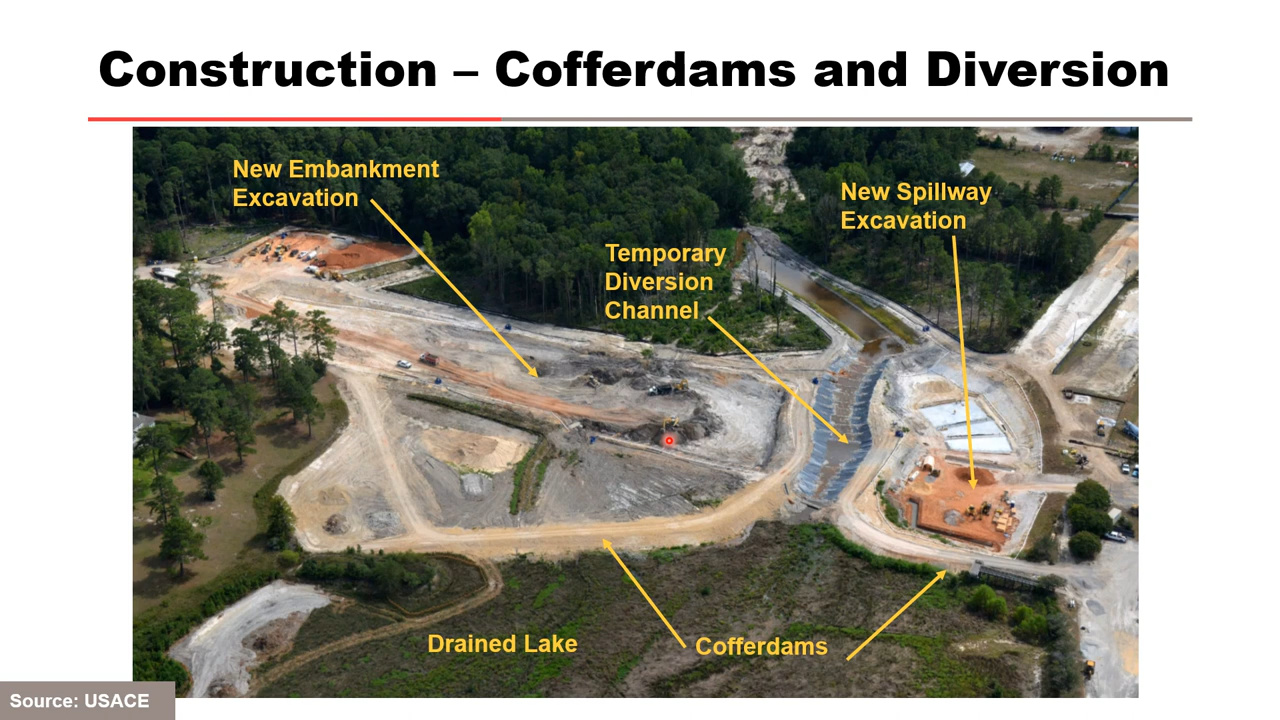 Construction – Cofferdams and Diversion
New Embankment
Excavation
New Spillway
Excavation
Temporary
Diversion
Channel
Drained Lake
Cofferdams
Source: USACE